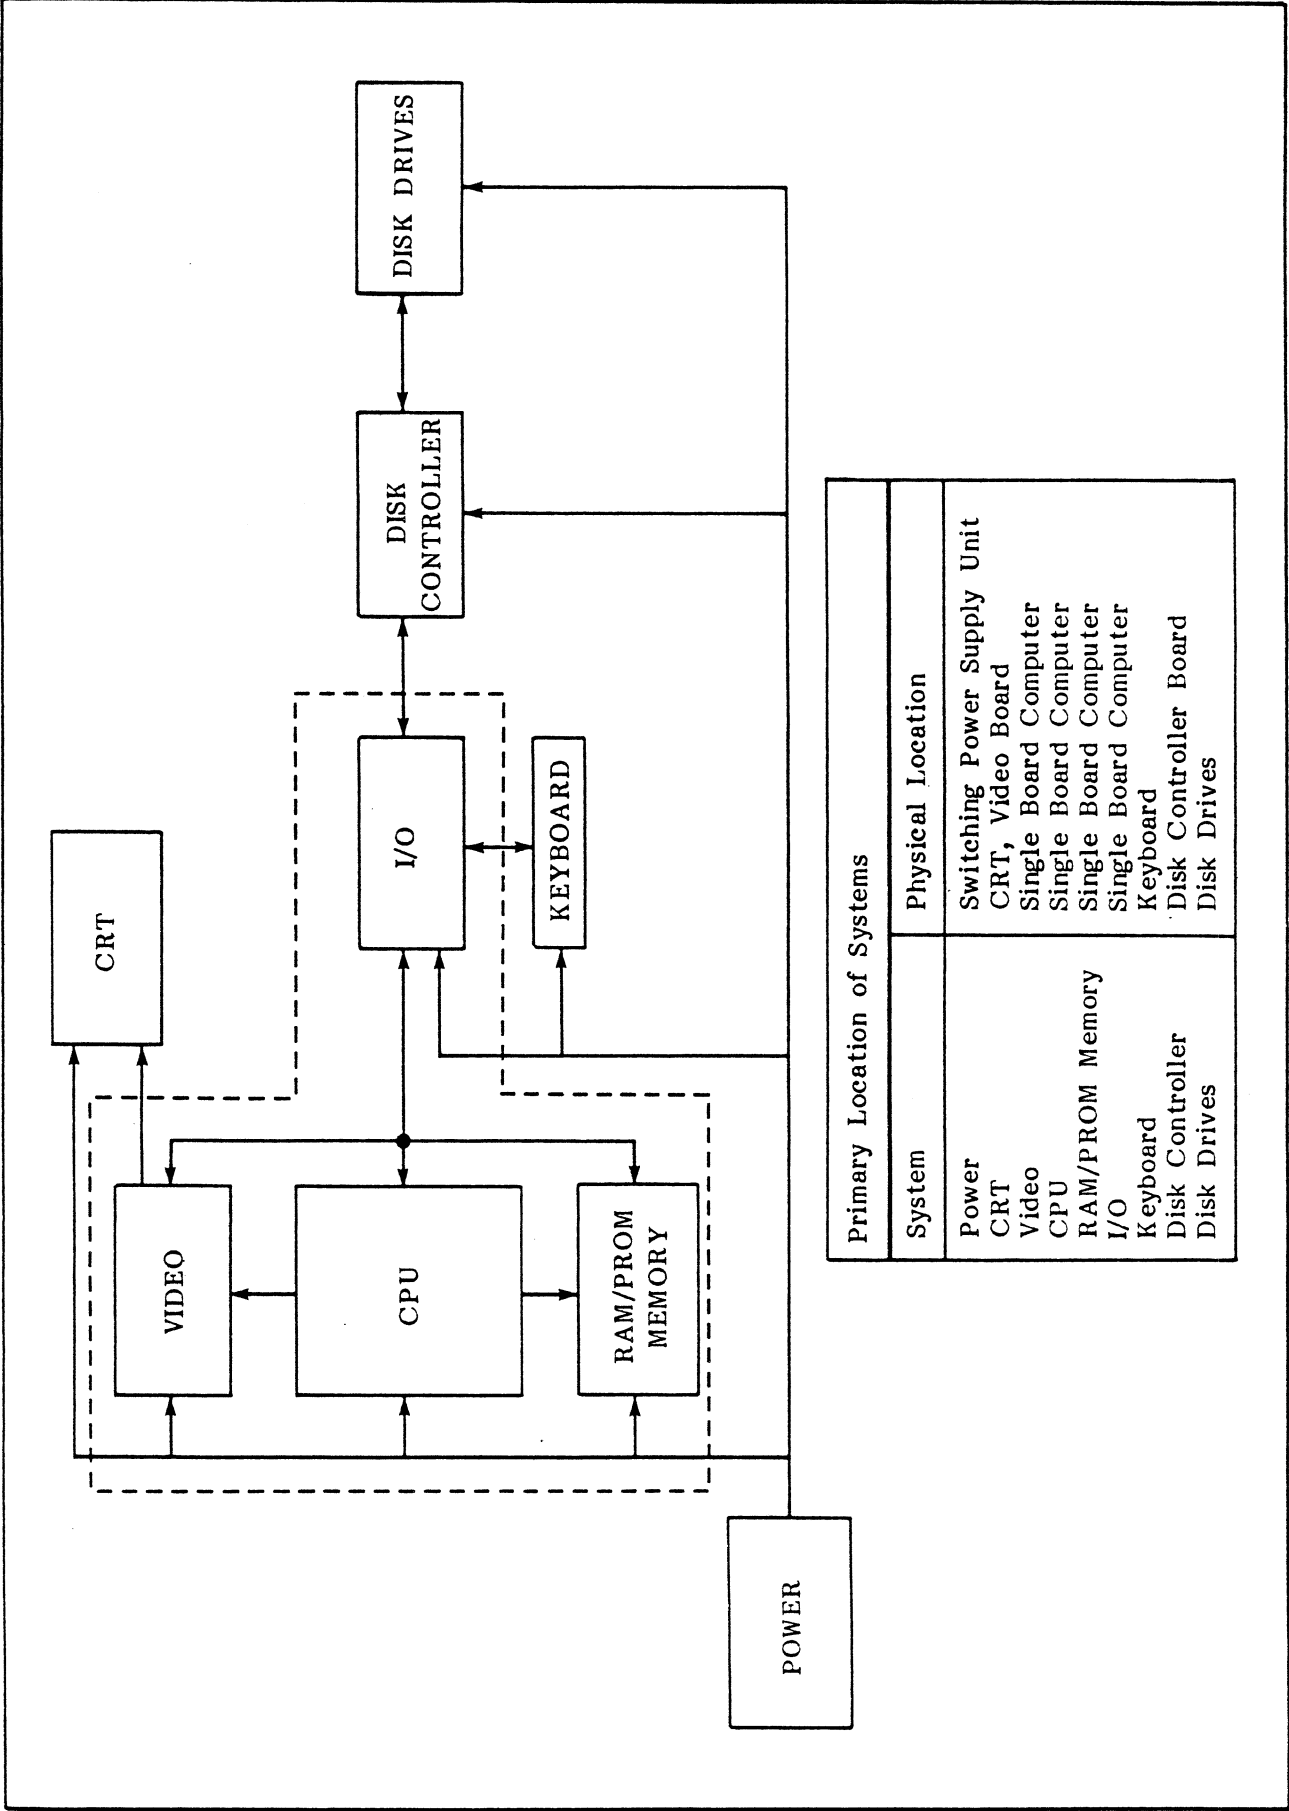 CRT
VIDEO
CPU
RAM/PROM
MEMORY
I/O
KEYBOARD
DISK
CONTROLLER
DISK DRIVES
POWER
Primary Location of Systems
System Physical Location
Power Switching Power Supply Unit
CRT CRT, Video Board
Video Single Board Computer
CPU Single Board Computer
RAM/PROM Memory Single Board Computer
I/O Single Board Computer
Keyboard Keyboard
Disk Controller Disk Controller Board
Disk Drives Disk Drives